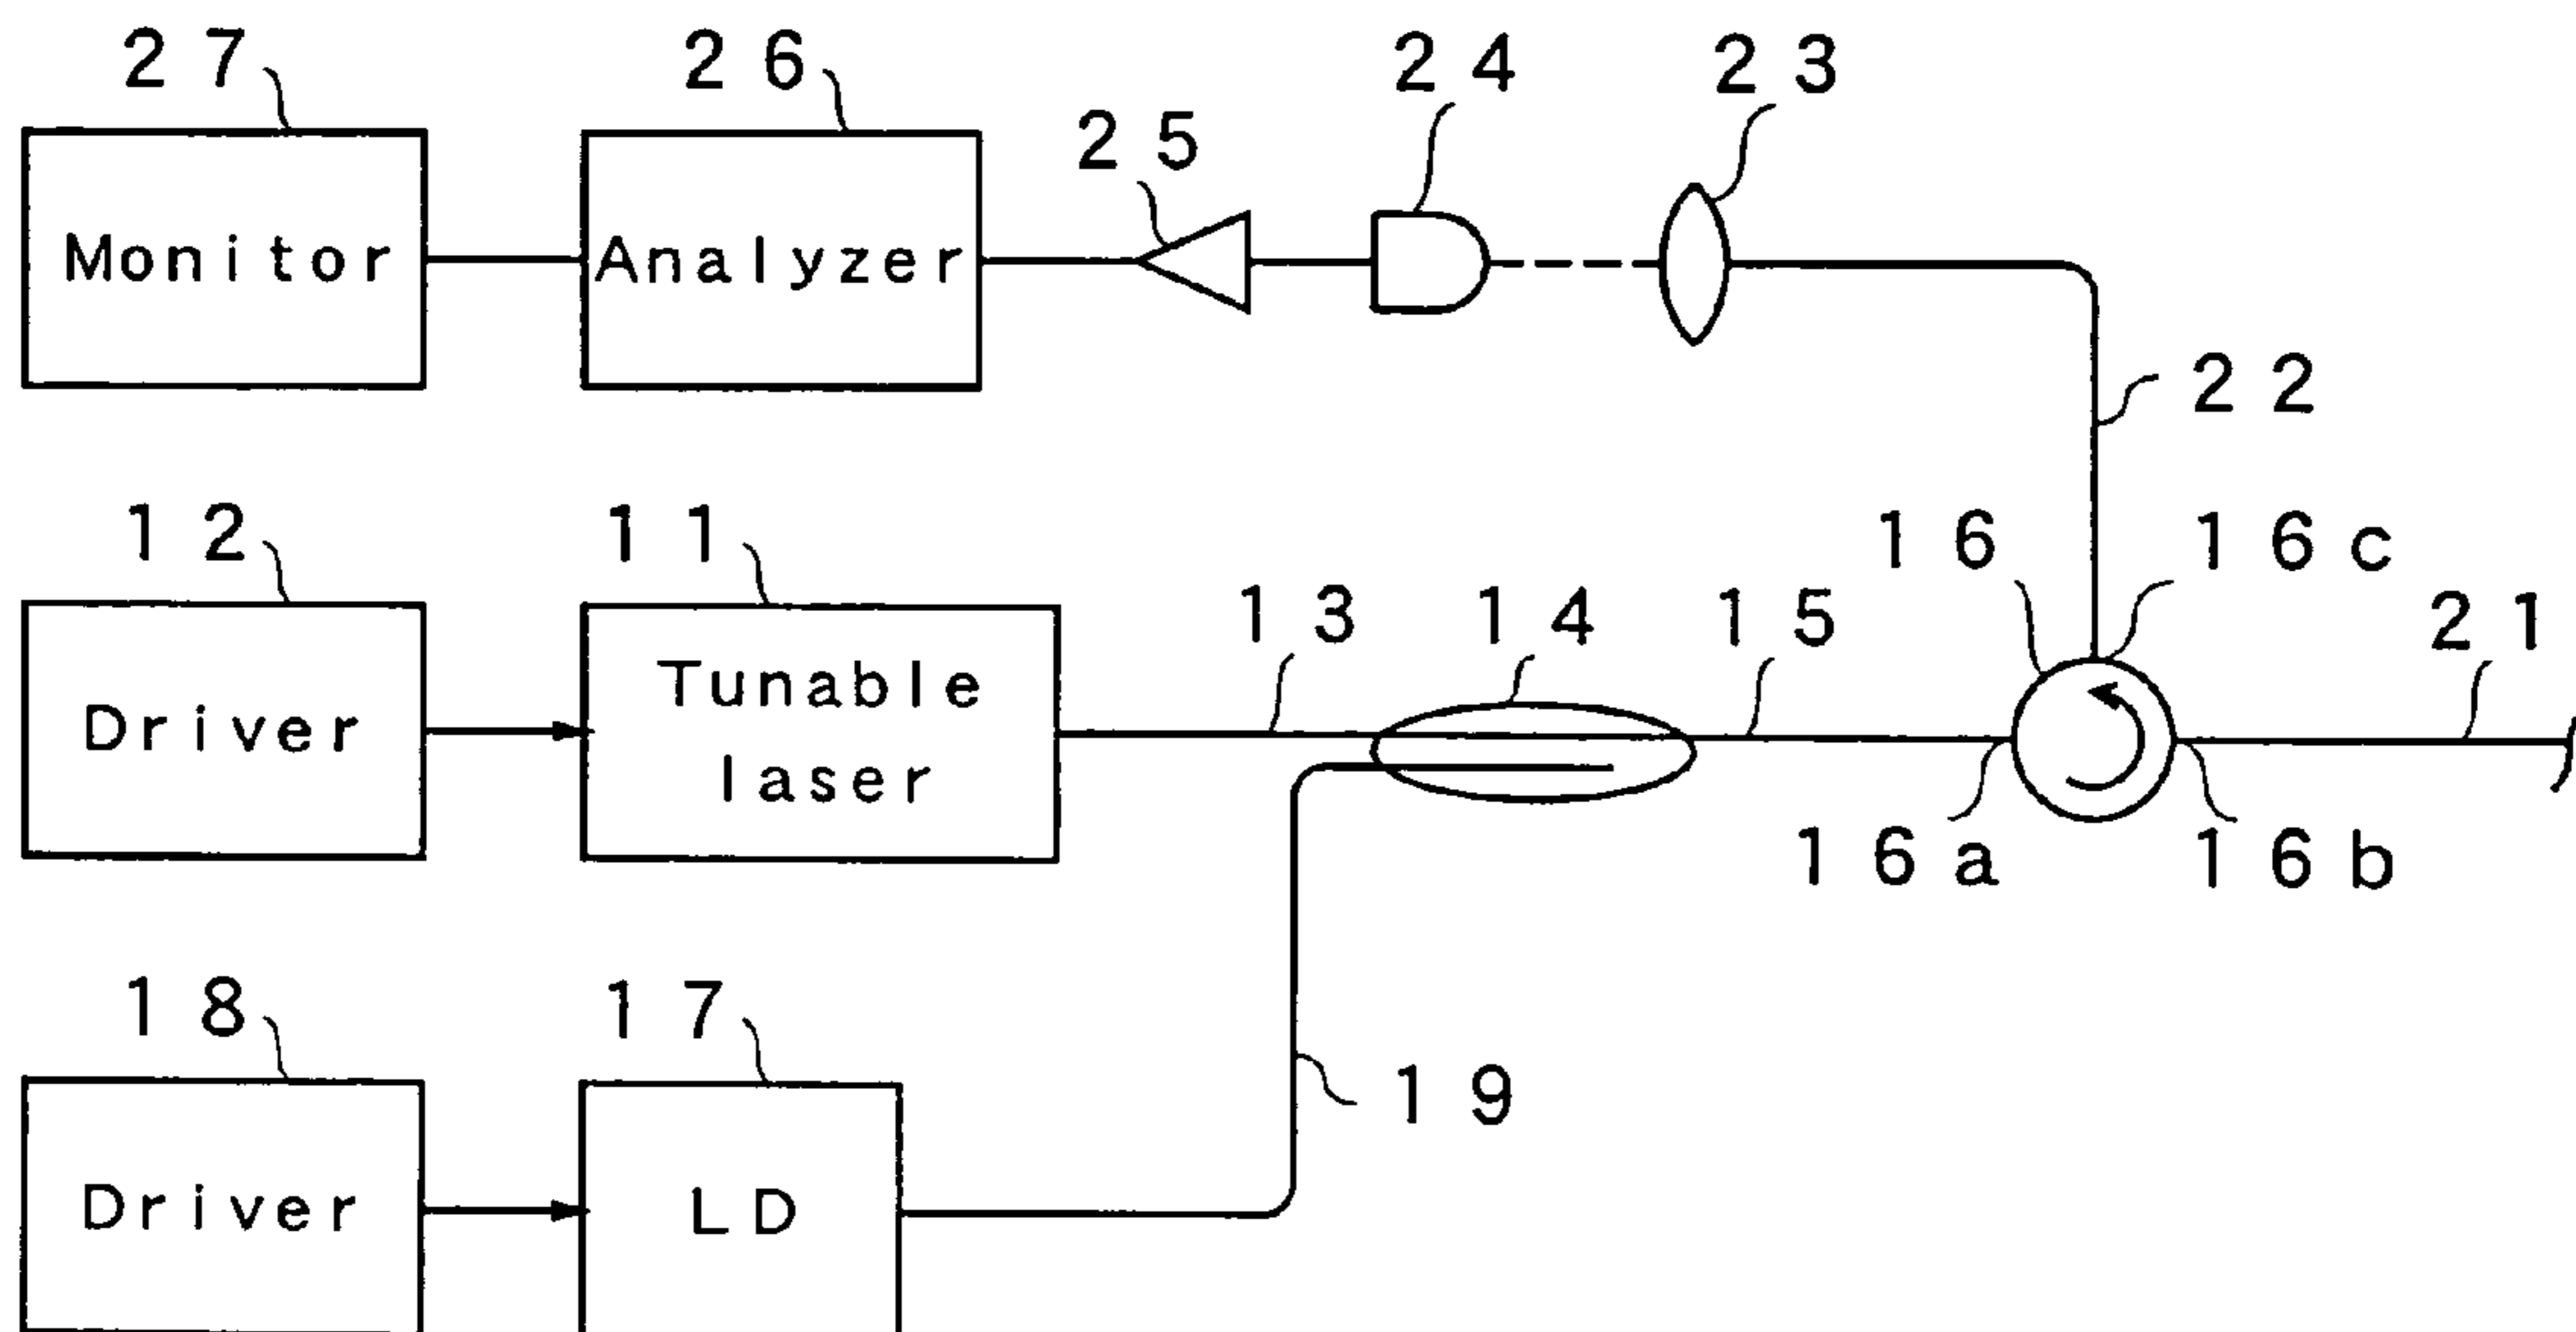 27
26
24
23
25
Monitor
Analyzer
22
12
11
16
16c
13
14
15
21
Driver
Tunable
laser
16a
16b
18
17
19
Driver
LD